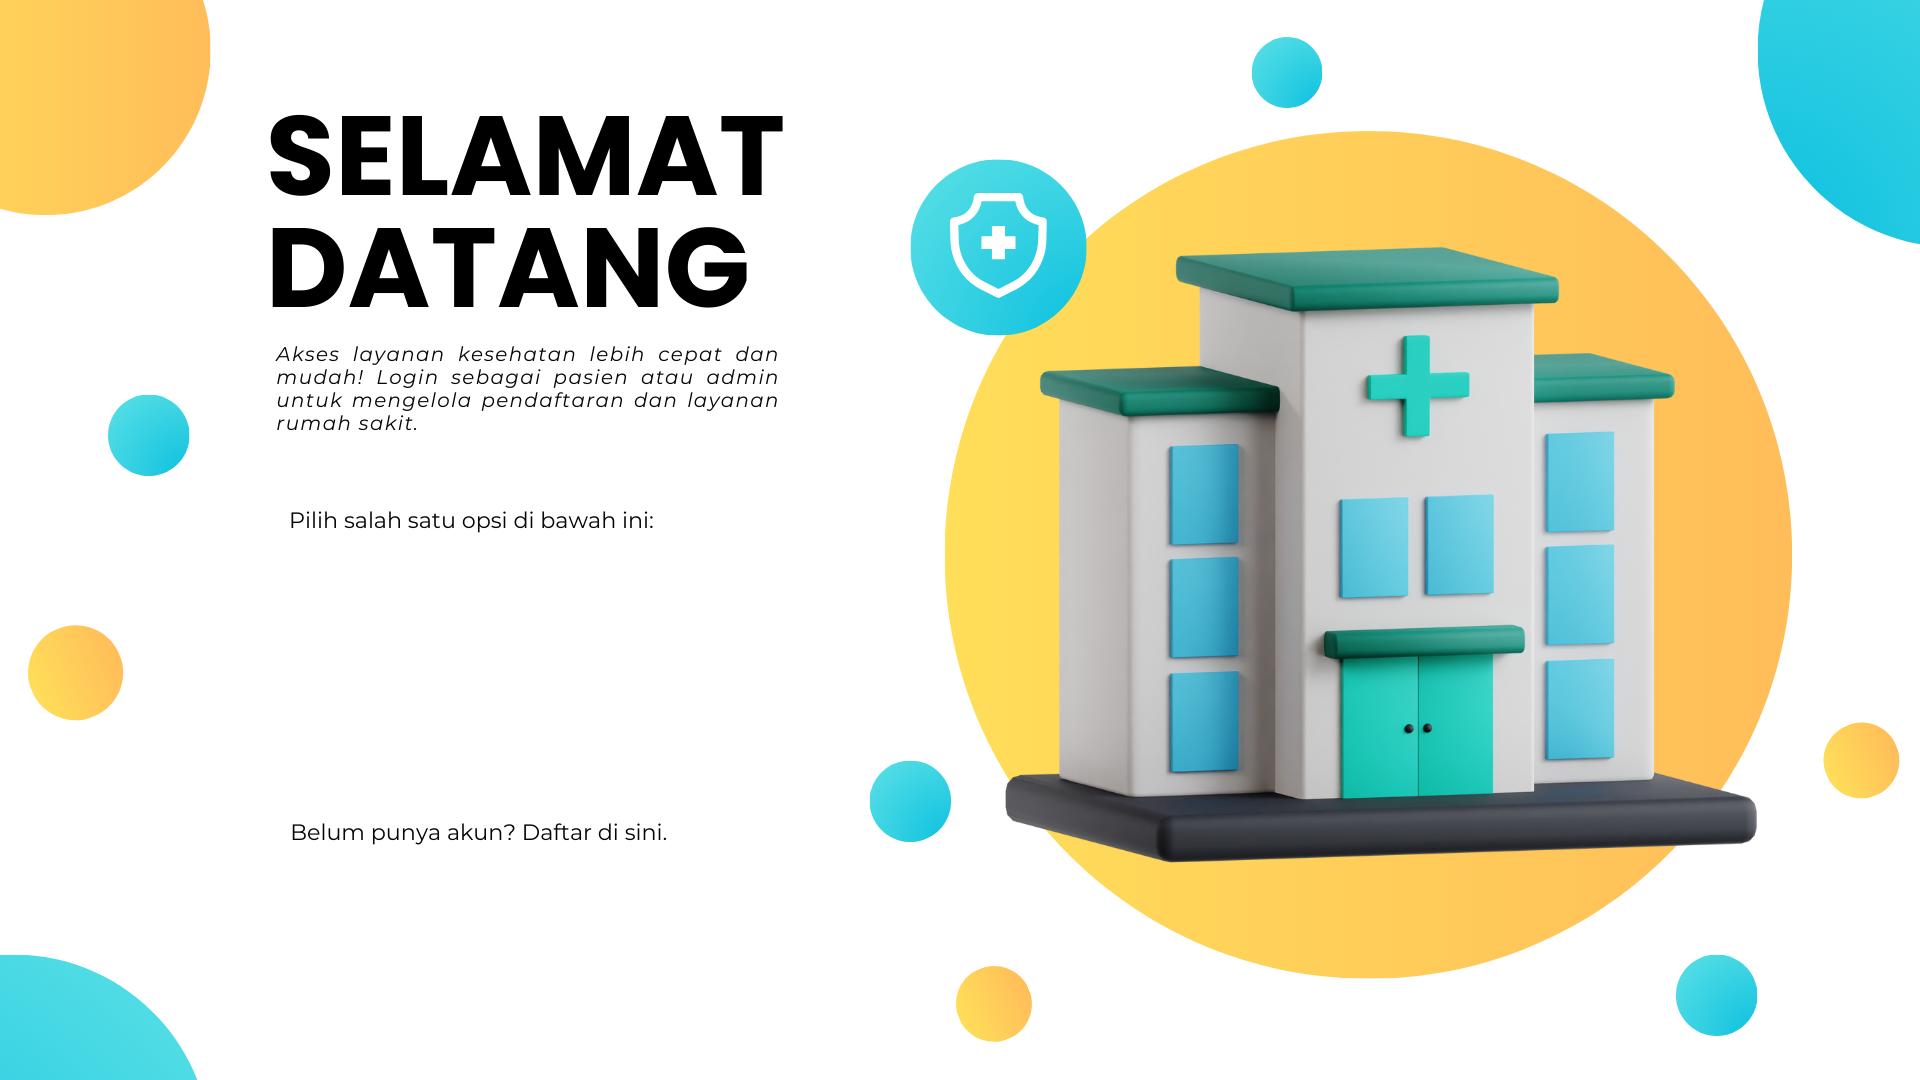 SELAMAT
DATANG
Akses layanan kesehatan lebih cepat dan
mudah! Login sebagai pasien atau admin
untuk mengelola pendaftaran dan layanan
rumah sakit.
Pilih salah satu opsi di bawah ini:
Belum punya akun? Daftar di sini.